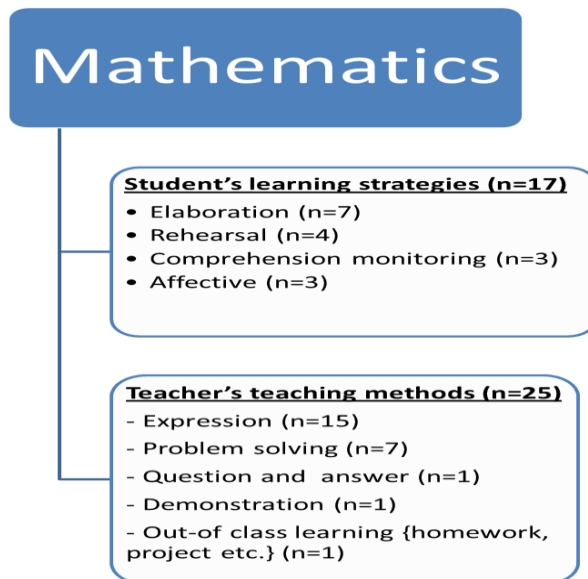 Mathematics
Student’s learning strategies (n=17)
• Elaboration (n=7)
• Rehearsal (n=4)
• Comprehension monitoring (n=3)
• Affective (n=3)
Teacher’s teaching methods (n=25)
- Expression (n=15)
- Problem solving (n=7)
- Question and answer (n=1)
- Demonstration (n=1)
- Out-of class learning {homework,
project etc.} (n=1)